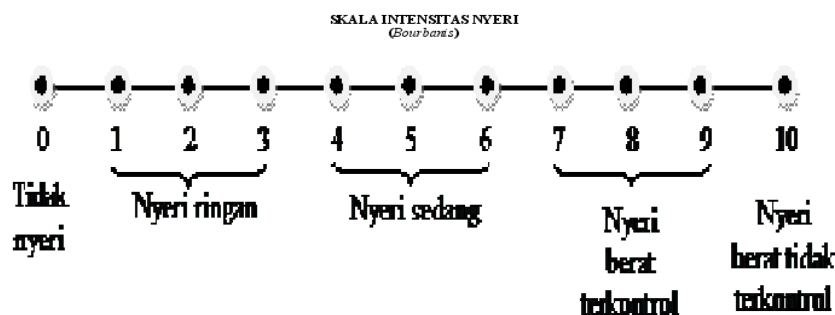 SKALA INTENSITAS NYERI
(Bourbanis)
0 1 2 3 4 5 6 7 8 9 10
Tidak
nyeri
Nyeri ringan
Nyeri sedang
Nyeri
berat
terkontrol
Nyeri
berat tidak
terkontrol